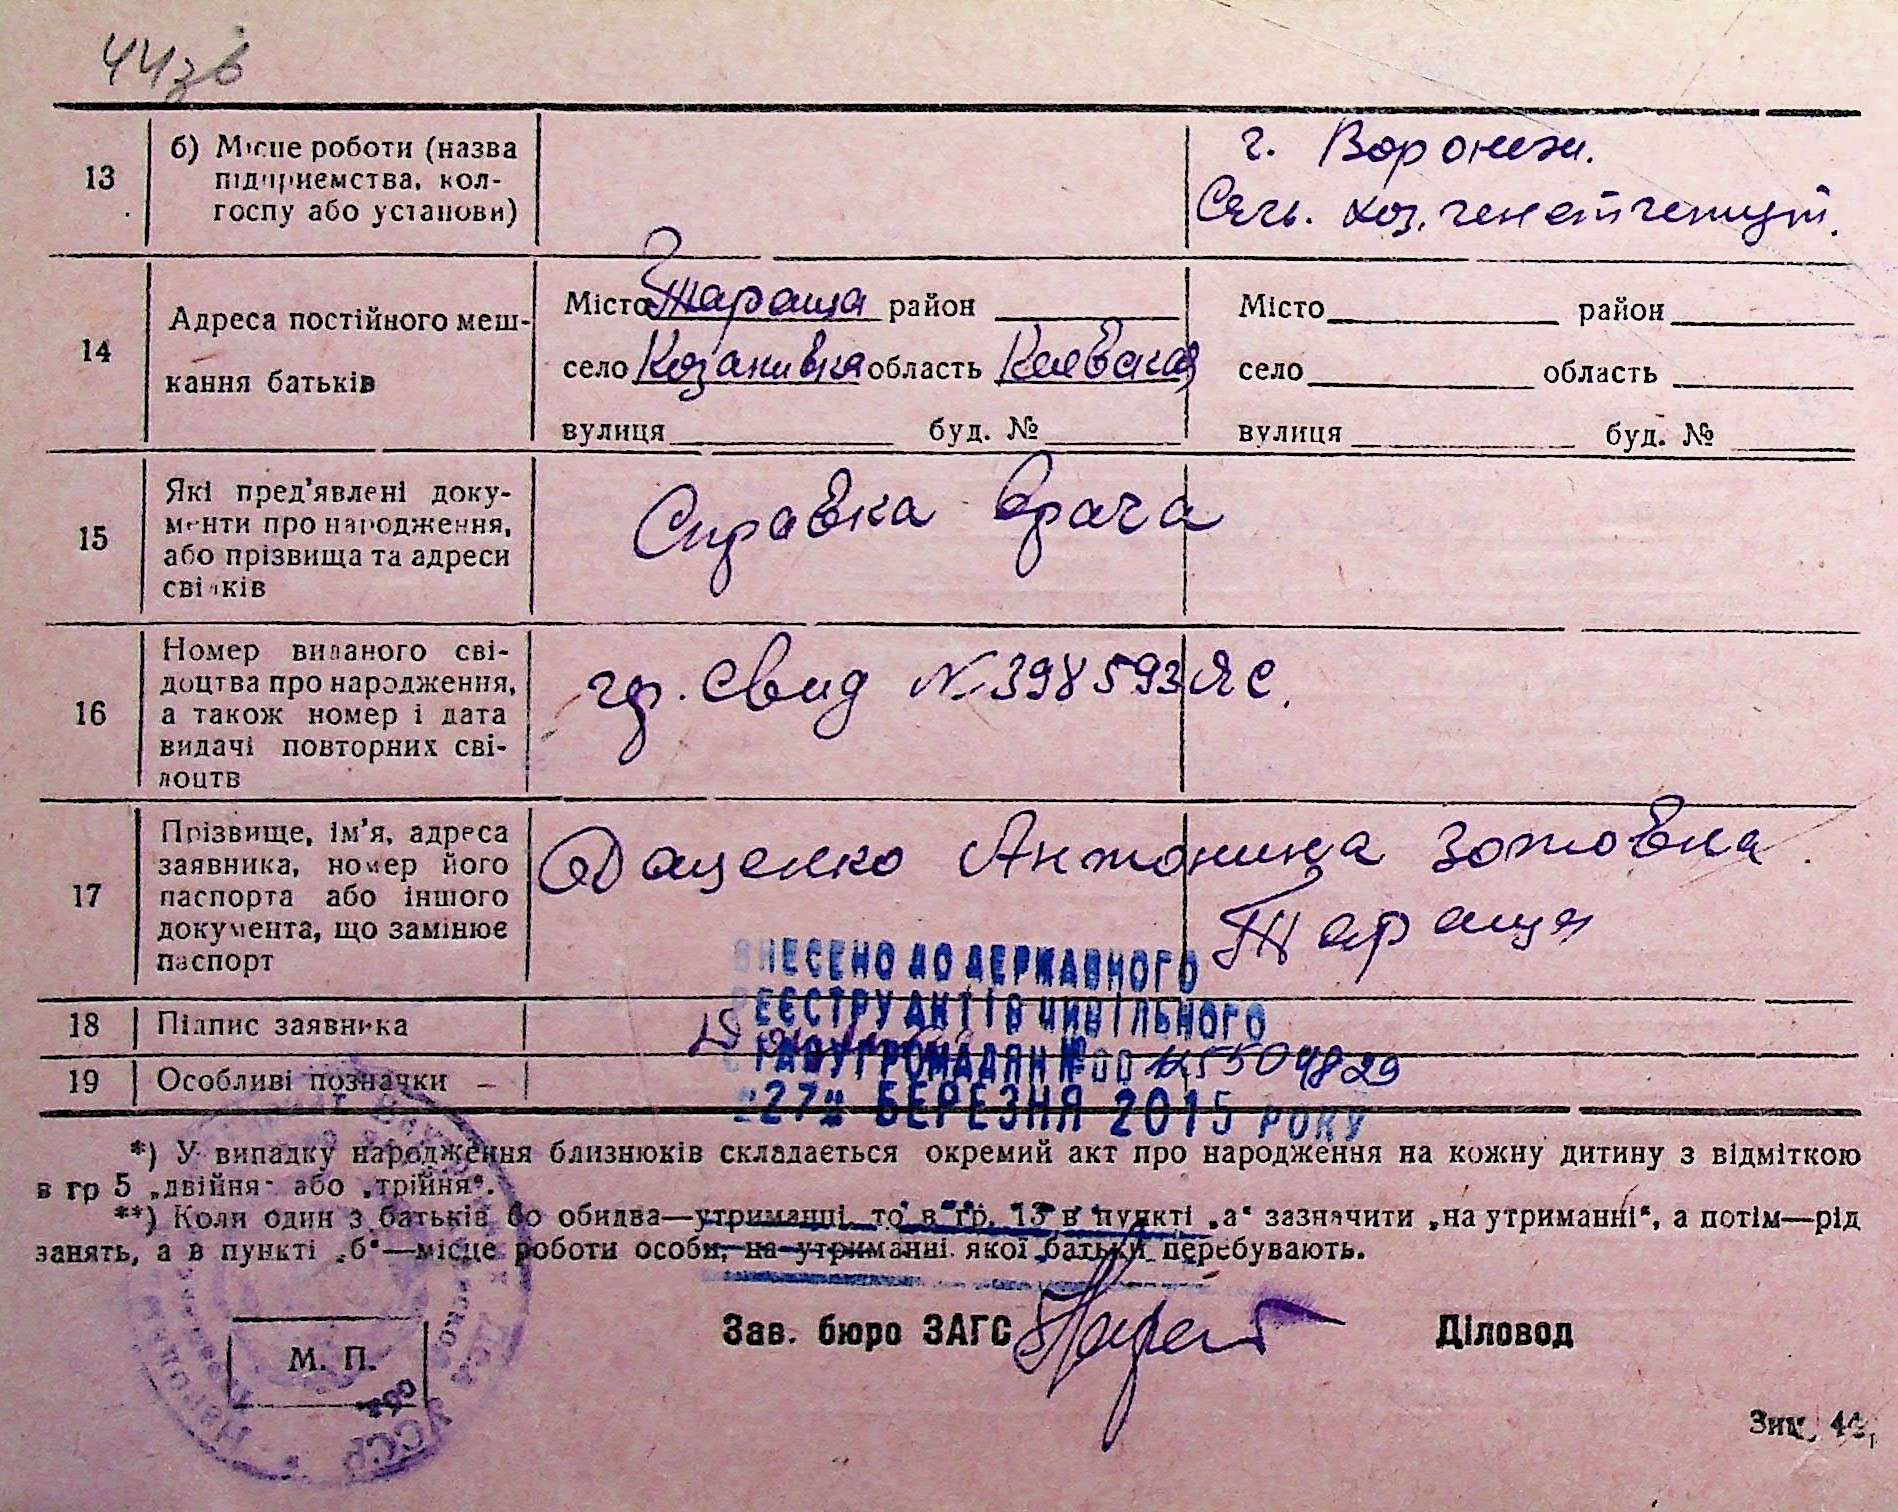 44зв
13
б) Місце роботи (назва
підприємства, кол-
госпу або установи)
г. Воронеж.
Сель. хоз.
14
Адреса постійного меш-
кання батьків
Місто Тараща район
село Козанивка область Киевская
вулиця буд. №
Місто район
село область
вулиця буд. №
15
Які пред'явлені доку-
менти про народження,
або прізвища та адреси
свідків
Справка врача
16
Номер виданого сві-
доцтва про народження,
а також номер і дата
видачі повторних сві-
доцтв
гр. свид № 398593 ЯС.
17
Прізвище, ім'я, адреса
заявника, номер його
паспорта або іншого
документа, що замінює
паспорт
Даценко Антонина Зотовна.
Тараща
18
Підпис заявника
19
Особливі позначки –
ВНЕСЕНО ДО ДЕРЖАВНОГО
РЕЄСТРУ АКТІВ ЦИВІЛЬНОГО
СТАНУ ГРОМАДЯН №00
"27" БЕРЕЗНЯ 2015 РОКУ
*) У випадку народження близнюків складається окремий акт про народження на кожну дитину з відміткою
в гр 5 „двійня" або „трійня".
**) Коли один з батьків бо обидва—утриманці, то в гр. 13 в пункті „а" зазначити „на утриманні", а потім—рід
занять, а в пункті „б"—місце роботи особи, на утриманні якої батьки перебувають.
Зав. бюро ЗАГС
Діловод
М. П.
УССР
Зим. 44,